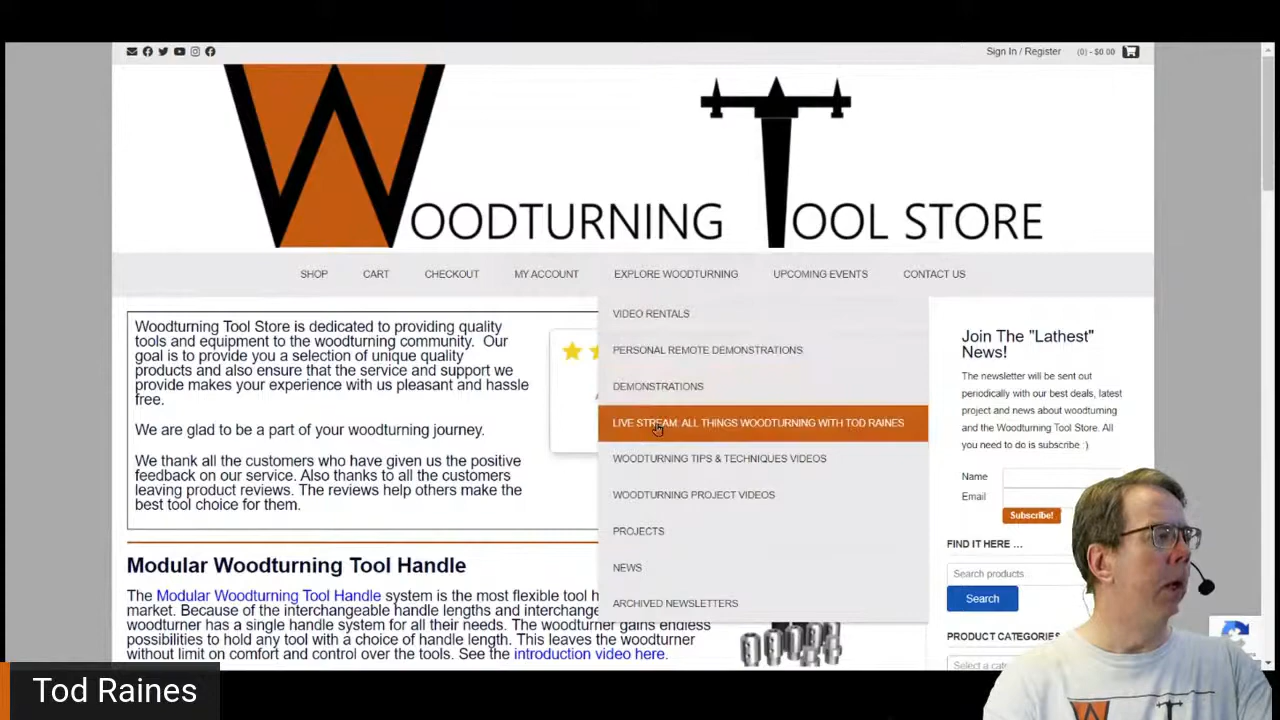 Sign In / Register (0) - $0.00
WOODTURNING TOOL STORE
SHOP CART CHECKOUT MY ACCOUNT EXPLORE WOODTURNING UPCOMING EVENTS CONTACT US
VIDEO RENTALS
PERSONAL REMOTE DEMONSTRATIONS
DEMONSTRATIONS
LIVE STREAM: ALL THINGS WOODTURNING WITH TOD RAINES
WOODTURNING TIPS & TECHNIQUES VIDEOS
WOODTURNING PROJECT VIDEOS
PROJECTS
NEWS
ARCHIVED NEWSLETTERS
Woodturning Tool Store is dedicated to providing quality
tools and equipment to the woodturning community. Our
goal is to provide you a selection of unique quality
products and also ensure that the service and support we
provide makes your experience with us pleasant and hassle
free.
We are glad to be a part of your woodturning journey.
We thank all the customers who have given us the positive
feedback on our service. Also thanks to all the customers
leaving product reviews. The reviews help others make the
best tool choice for them.
Modular Woodturning Tool Handle
The Modular Woodturning Tool Handle system is the most flexible tool h
market. Because of the interchangeable handle lengths and interchang
woodturner has a single handle system for all their needs. The woodturner gains endless
possibilities to hold any tool with a choice of handle length. This leaves the woodturner
without limit on comfort and control over the tools. See the introduction video here.
Join The "Lathest"
News!
The newsletter will be sent out
periodically with our best deals, latest
project and news about woodturning
and the Woodturning Tool Store. All
you need to do is subscribe :)
Name
Email
Subscribe!
FIND IT HERE ...
Search products
Search
PRODUCT CATEGORIES
Select a cat
Tod Raines